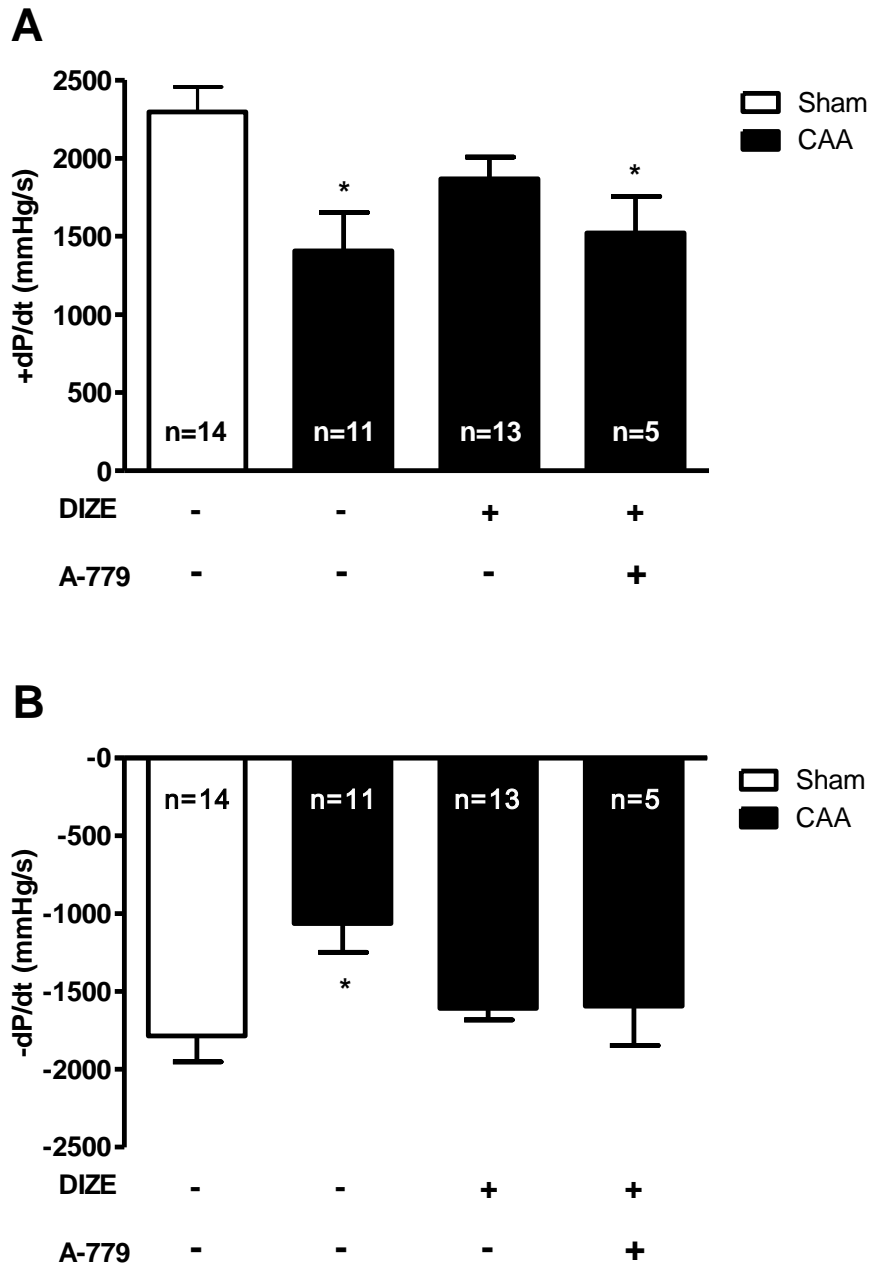 A
2500
2000
1500
1000
500
0
+dP/dt (mmHg/s)
Sham
CAA
*
*
n=14 n=11 n=13 n=5
DIZE - - + +
A-779 - - - +
B
-0
-500
-1000
-1500
-2000
-2500
-dP/dt (mmHg/s)
Sham
CAA
n=14 n=11 n=13 n=5
*
DIZE - - + +
A-779 - - - +